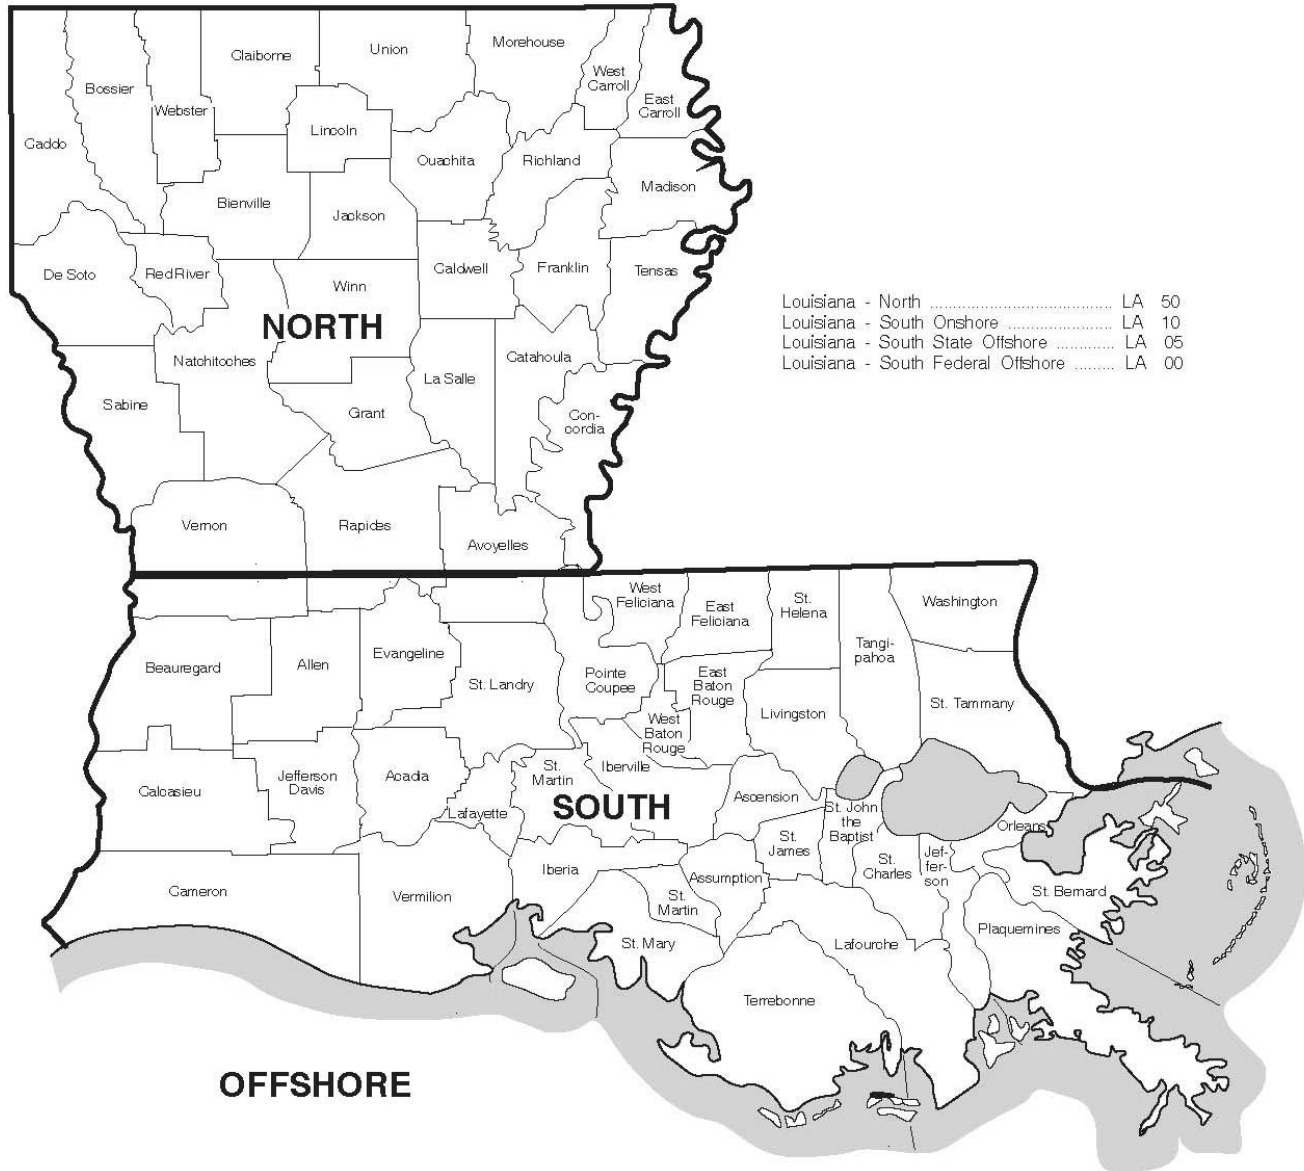 Claiborne
Union
Morehouse
West
Carroll
Bossier
Webster
East
Carroll
Lincoln
Caddo
Ouachita
Richland
Madison
Bienville
Jackson
De Soto
Red River
Caldwell
Franklin
Tensas
Winn
NORTH
Natchitoches
Catahoula
La Salle
Sabine
Grant
Con-
cordia
Vernon
Rapides
Avoyelles
Louisiana - North ........................................ LA 50
Louisiana - South Onshore ....................... LA 10
Louisiana - South State Offshore ............. LA 05
Louisiana - South Federal Offshore ......... LA 00
West
Feliciana
East
Feliciana
St.
Helena
Washington
Tangi-
pahoa
Beauregard
Allen
Evangeline
St. Landry
Pointe
Coupee
East
Baton
Rouge
St. Tammany
Livingston
West
Baton
Rouge
Calcasieu
Jefferson
Davis
Acadia
St.
Martin
Iberville
SOUTH
Lafayette
Ascension
St. John
the
Baptist
Orleans
St.
James
St.
Charles
Jef-
fer-
son
Cameron
Vermilion
Iberia
St.
Martin
Assumption
St. Bernard
Plaquemines
St. Mary
Lafourche
Terrebonne
OFFSHORE